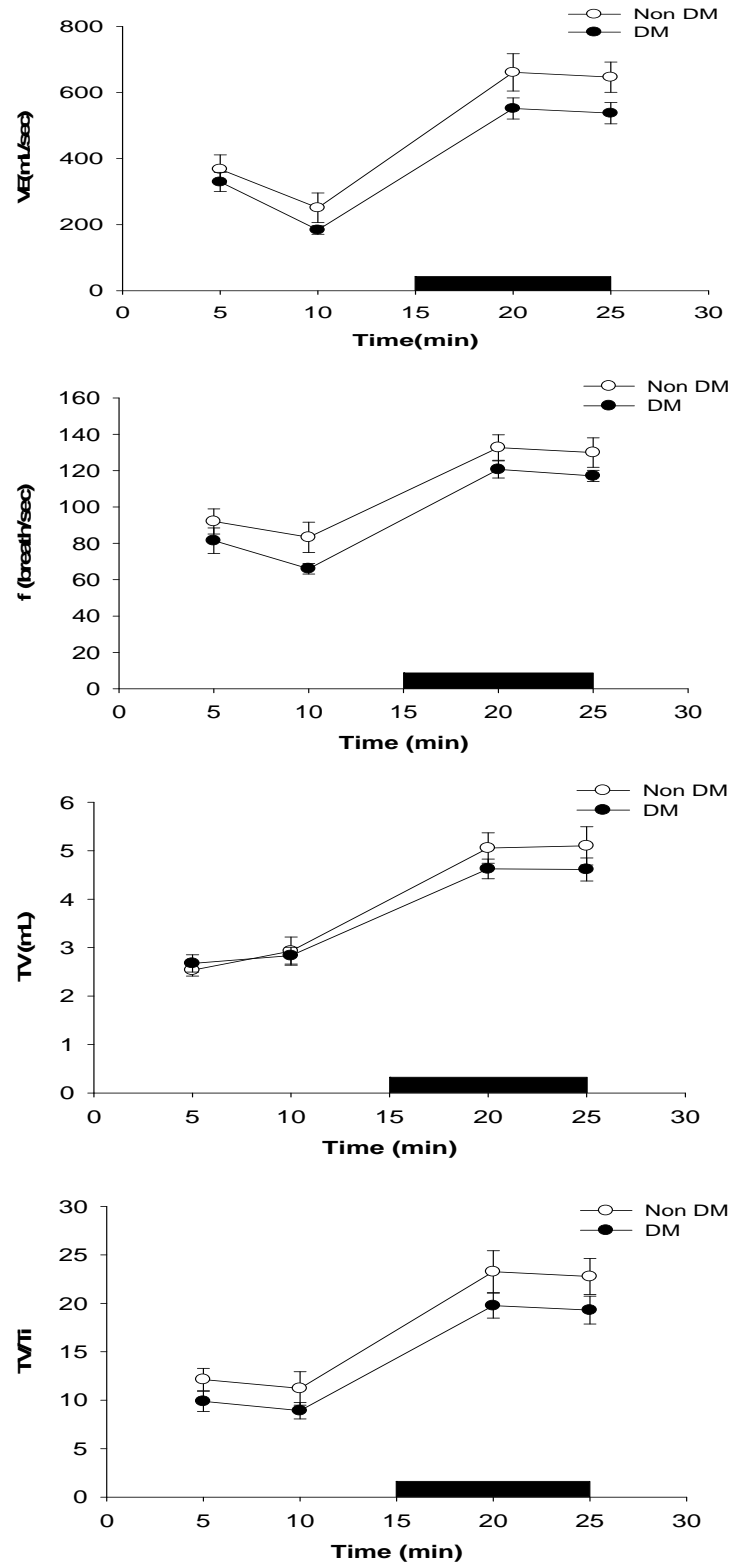 Non DM
DM
800
600
400
200
0
VE(mL/sec)
0 5 10 15 20 25 30
Time(min)
Non DM
DM
160
140
120
100
80
60
40
20
0
f (breath/sec)
0 5 10 15 20 25 30
Time (min)
Non DM
DM
6
5
4
3
2
1
0
TV(mL)
0 5 10 15 20 25 30
Time (min)
Non DM
DM
30
25
20
15
10
5
0
TV/Ti
0 5 10 15 20 25 30
Time (min)